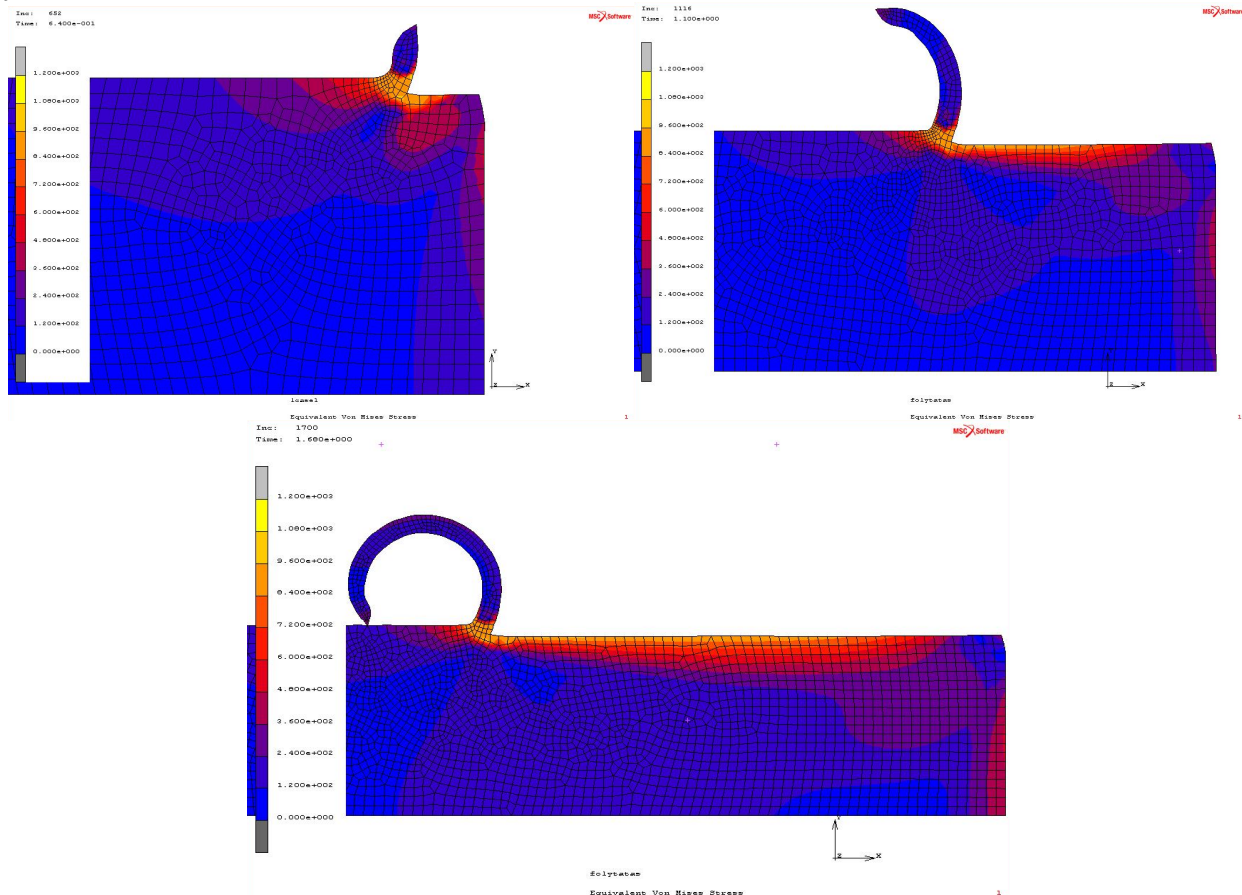 Inc: 652
Time: 6.400e-001
MSC Software
1.200e+003
1.080e+003
9.600e+002
8.400e+002
7.200e+002
6.000e+002
4.800e+002
3.600e+002
2.400e+002
1.200e+002
0.000e+000
Y
Z X
lcase1
Equivalent Von Mises Stress
1
Inc: 1116
Time: 1.100e+000
MSC Software
1.200e+003
1.080e+003
9.600e+002
8.400e+002
7.200e+002
6.000e+002
4.800e+002
3.600e+002
2.400e+002
1.200e+002
0.000e+000
Z X
folytatas
Equivalent Von Mises Stress
1
Inc: 1700
Time: 1.680e+000
MSC Software
1.200e+003
1.080e+003
9.600e+002
8.400e+002
7.200e+002
6.000e+002
4.800e+002
3.600e+002
2.400e+002
1.200e+002
0.000e+000
Y
Z X
folytatas
Equivalent Von Mises Stress
1